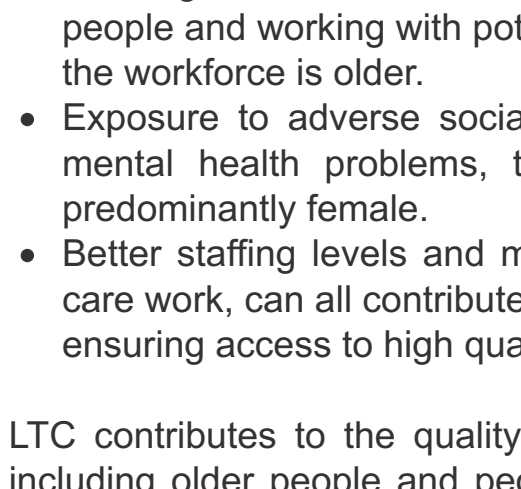 people and working with
the workforce is older.
• Exposure to adverse
mental health problems,
predominantly female.
• Better staffing levels and
care work, can all contribute
ensuring access to high
LTC contributes to the quality
including older people and